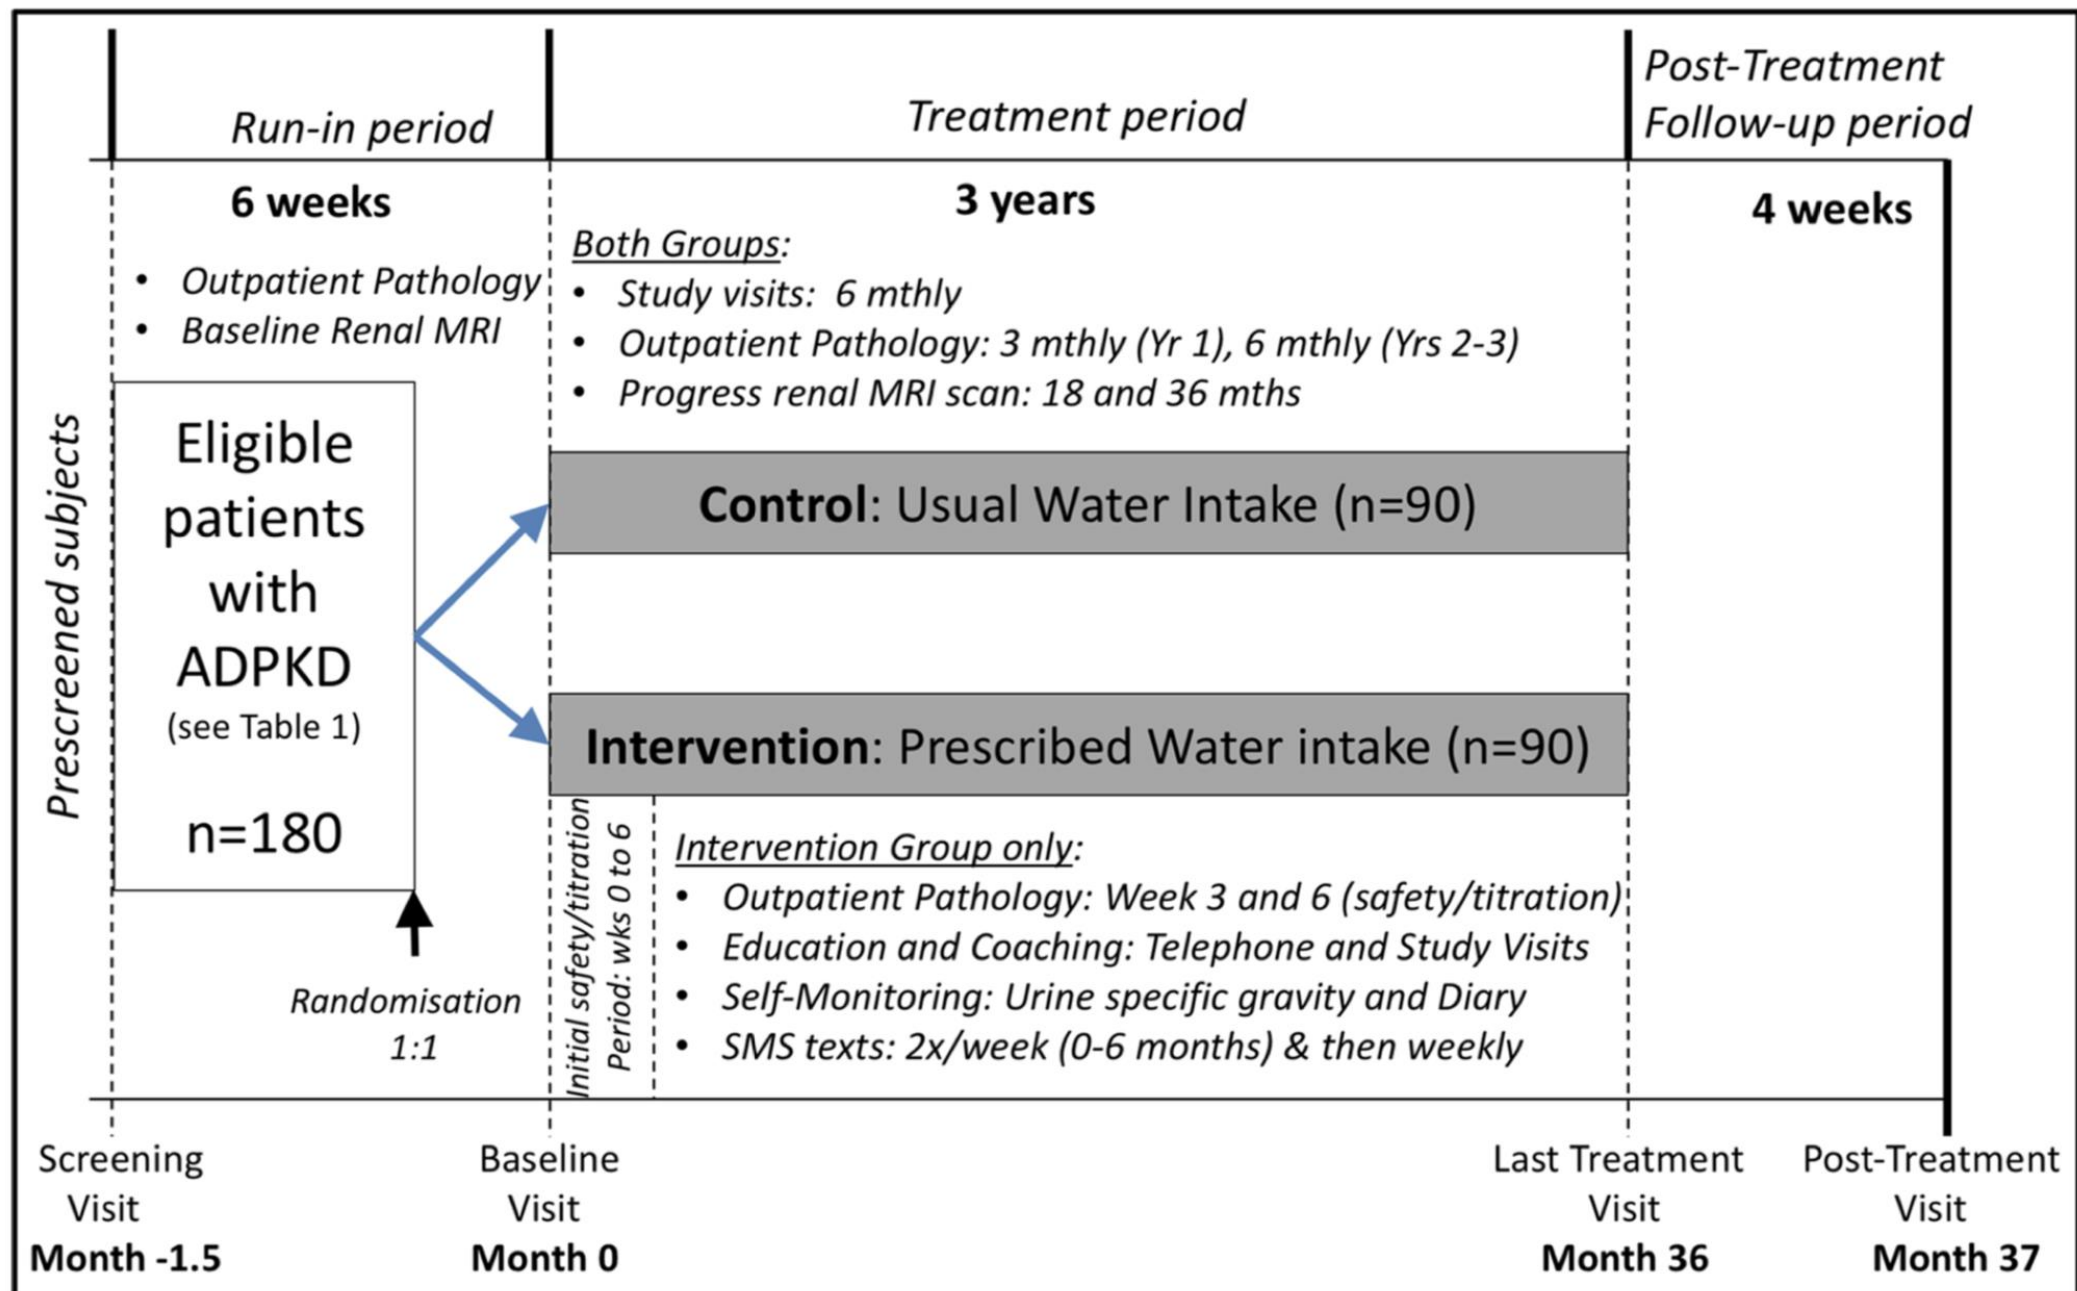 Run-in period
Treatment period
Post-Treatment
Follow-up period
6 weeks
3 years
4 weeks
• Outpatient Pathology
• Baseline Renal MRI
Both Groups:
• Study visits: 6 mthly
• Outpatient Pathology: 3 mthly (Yr 1), 6 mthly (Yrs 2-3)
• Progress renal MRI scan: 18 and 36 mths
Prescreened subjects
Eligible
patients
with
ADPKD
(see Table 1)
n=180
Randomisation
1:1
Control: Usual Water Intake (n=90)
Intervention: Prescribed Water intake (n=90)
Initial safety/titration
Period: wks 0 to 6
Intervention Group only:
• Outpatient Pathology: Week 3 and 6 (safety/titration)
• Education and Coaching: Telephone and Study Visits
• Self-Monitoring: Urine specific gravity and Diary
• SMS texts: 2x/week (0-6 months) & then weekly
Screening
Visit
Month -1.5
Baseline
Visit
Month 0
Last Treatment
Visit
Month 36
Post-Treatment
Visit
Month 37